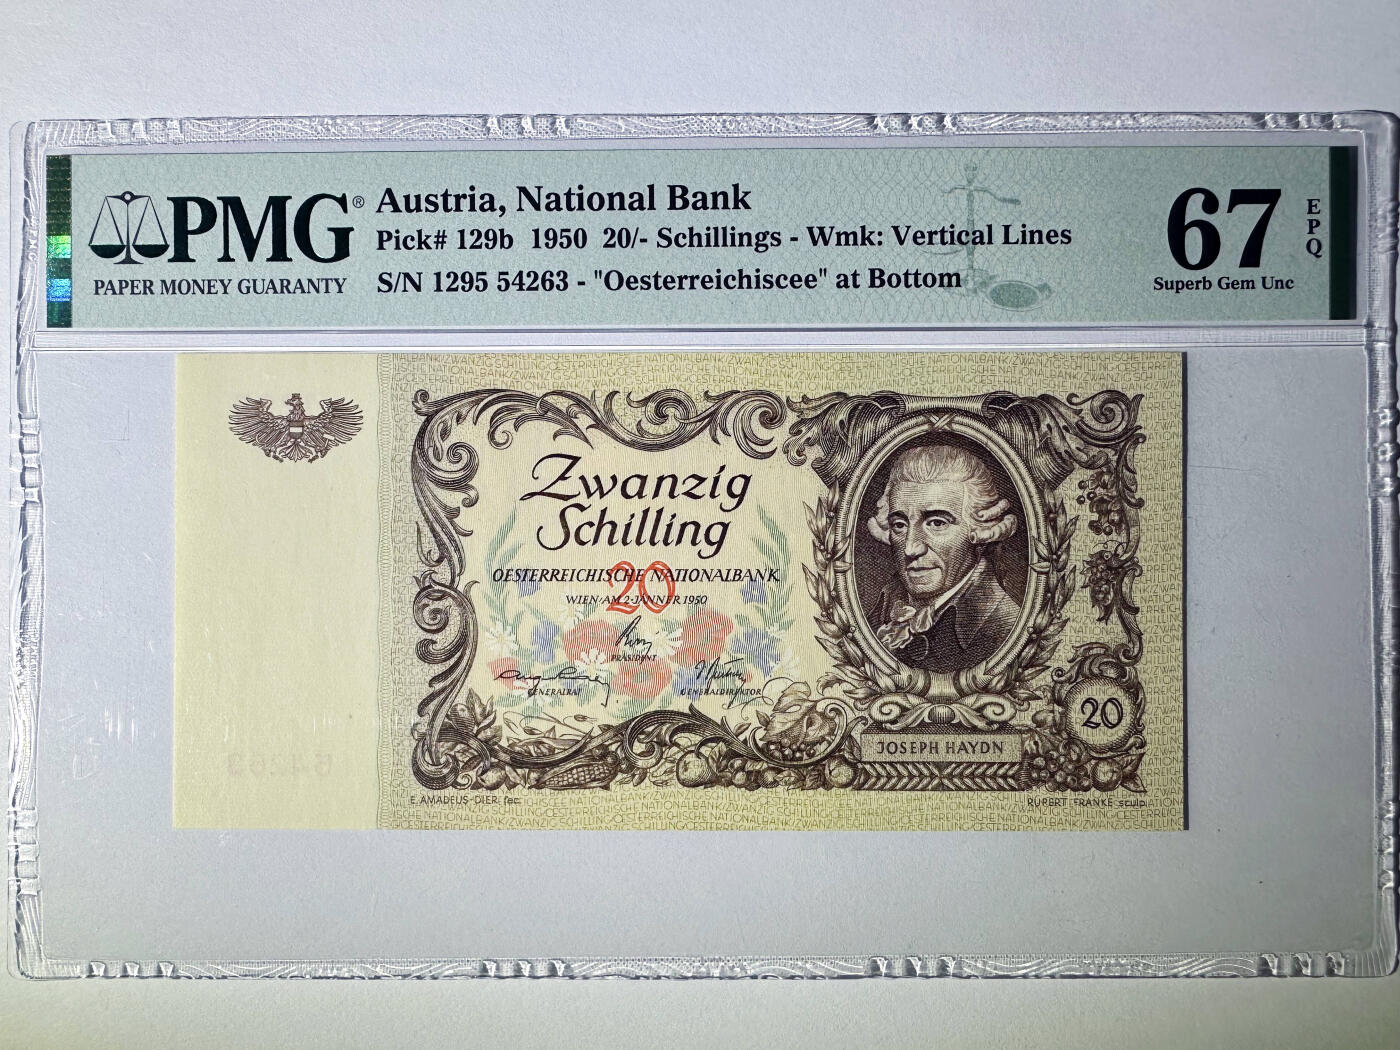 PMG®
PAPER MONEY GUARANTY
Austria, National Bank
Pick# 129b 1950 20/- Schillings - Wmk: Vertical Lines
S/N 1295 54263 - "Oesterreichiscee" at Bottom
67
EPQ
Superb Gem Unc
Zwanzig
Schilling
20
OESTERREICHISCHE NATIONALBANK
WIEN·AM 2·JÄNNER 1950
PRÄSIDENT
GENERALRAT
GENERALDIREKTOR
20
JOSEPH HAYDN
E. AMADEUS-DIER fec.
RUPERT FRANKE sculp.